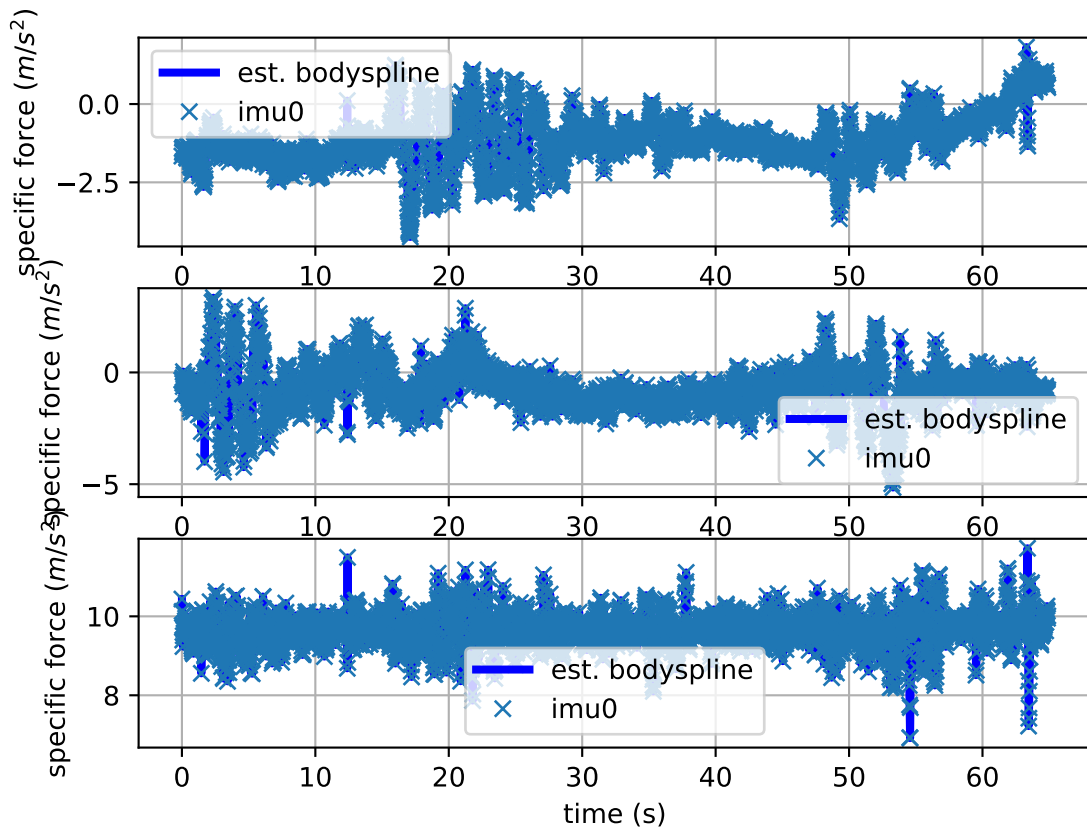 specific force (m/s²)
0.0
−2.5
est. bodyspline
imu0
0 10 20 30 40 50 60
specific force (m/s²)
0
−5
est. bodyspline
imu0
0 10 20 30 40 50 60
specific force (m/s²)
10
8
est. bodyspline
imu0
0 10 20 30 40 50 60
time (s)